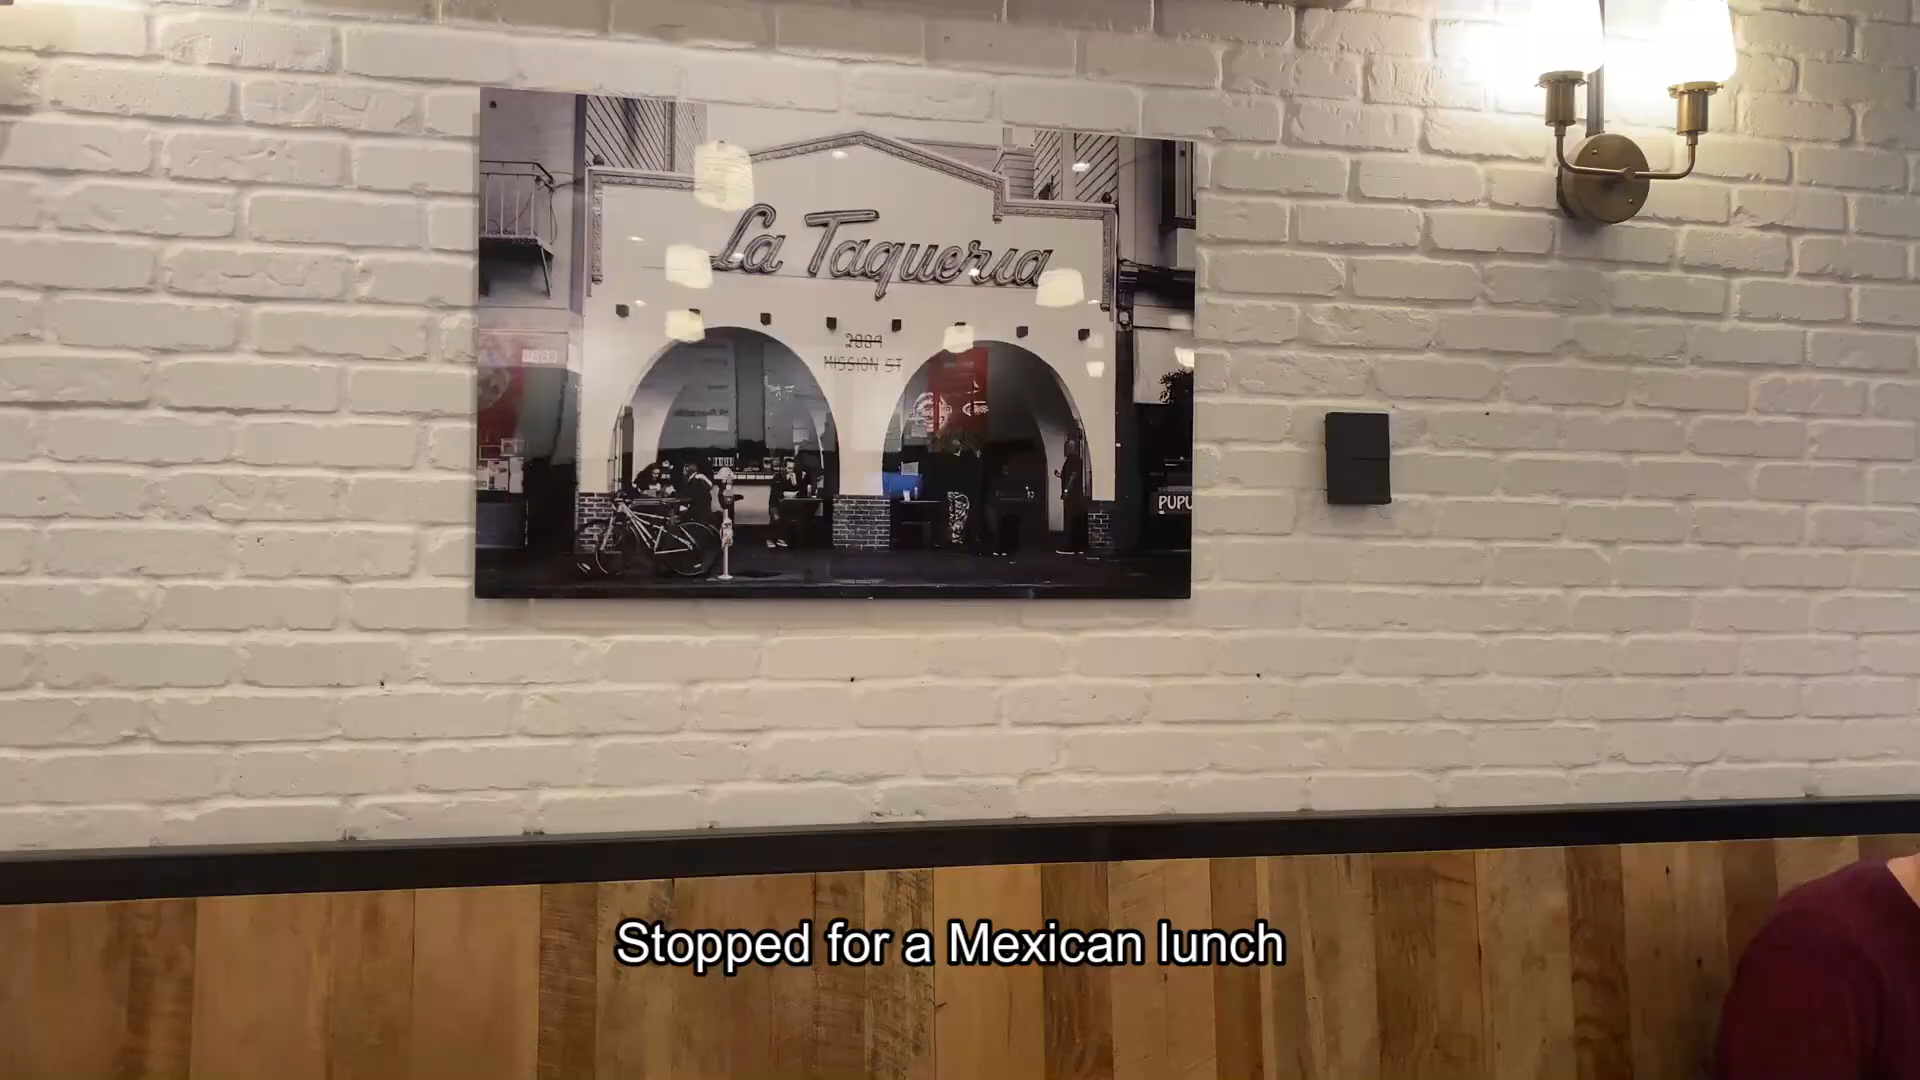 La Taqueria
2889
MISSION ST
PUPU
Stopped for a Mexican lunch